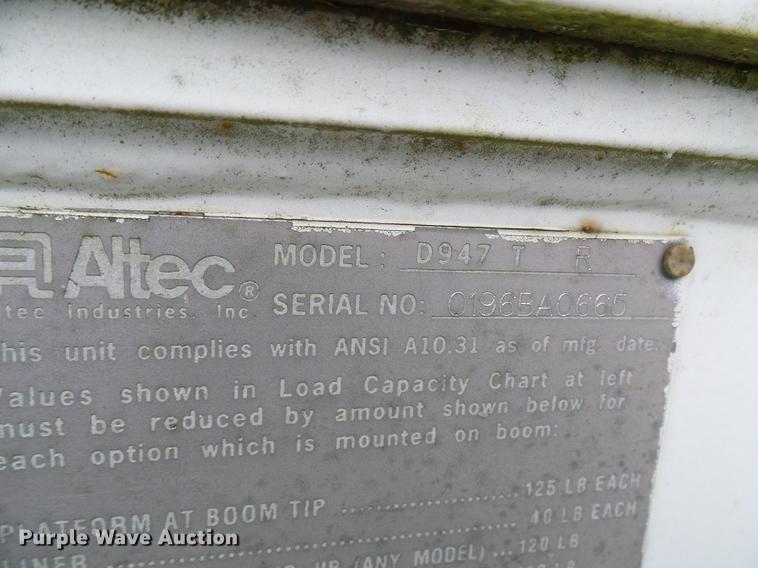 Altec® MODEL: D947 T R
SERIAL NO: 0196BA0665
ltec Industries, Inc.
his unit complies with ANSI A10.31 as of mfg. date.
alues shown in Load Capacity Chart at left
must be reduced by amount shown below for
each option which is mounted on boom:
PLATFORM AT BOOM TIP 125 LB EACH
LINER 40 LB EACH
(ANY MODEL) 120 LB
Purple Wave Auction